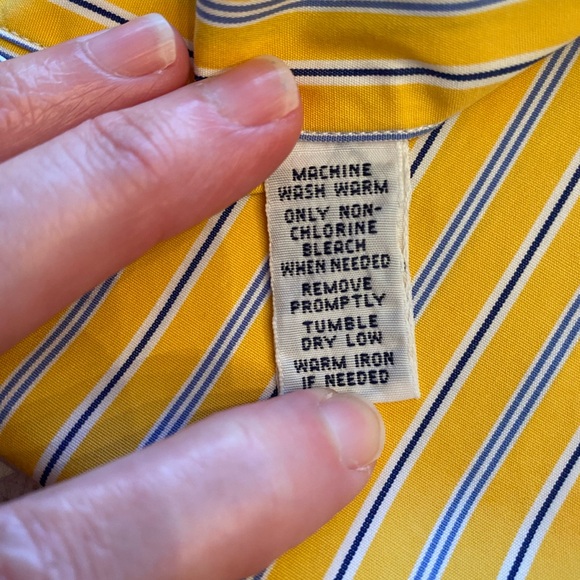 MACHINE
WASH WARM
ONLY NON-
CHLORINE
BLEACH
WHEN NEEDED
REMOVE
PROMPTLY
TUMBLE
DRY LOW
WARM IRON
IF NEEDED